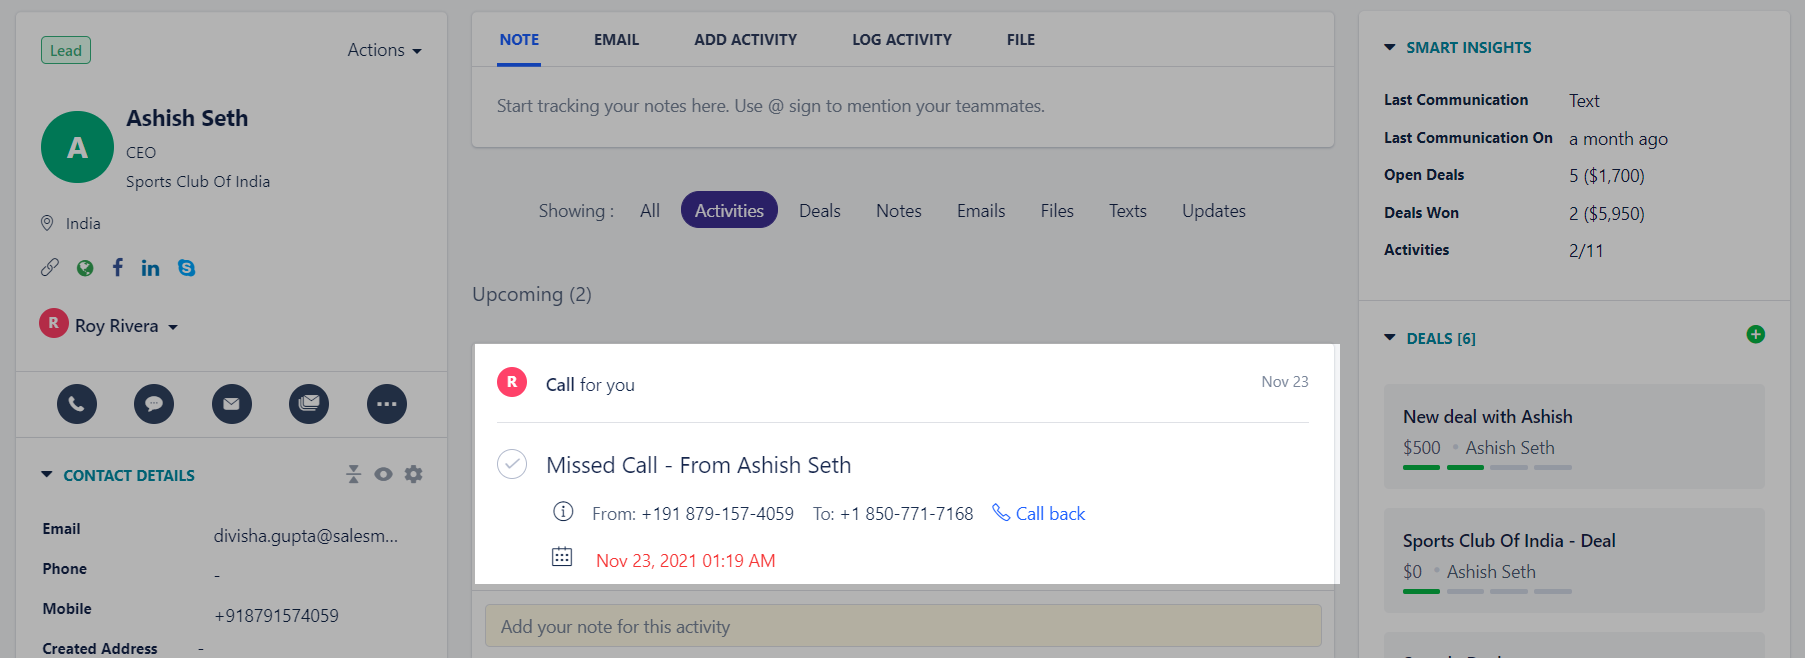 Lead
Actions
A
Ashish Seth
CEO
Sports Club Of India
India
R Roy Rivera
CONTACT DETAILS
Email divisha.gupta@salesm...
Phone -
Mobile +918791574059
Created Address -
NOTE EMAIL ADD ACTIVITY LOG ACTIVITY FILE
Start tracking your notes here. Use @ sign to mention your teammates.
Showing : All Activities Deals Notes Emails Files Texts Updates
Upcoming (2)
R Call for you Nov 23
Missed Call - From Ashish Seth
From: +191 879-157-4059 To: +1 850-771-7168 Call back
Nov 23, 2021 01:19 AM
Add your note for this activity
SMART INSIGHTS
Last Communication Text
Last Communication On a month ago
Open Deals 5 ($1,700)
Deals Won 2 ($5,950)
Activities 2/11
DEALS [6]
New deal with Ashish
$500 • Ashish Seth
Sports Club Of India - Deal
$0 • Ashish Seth